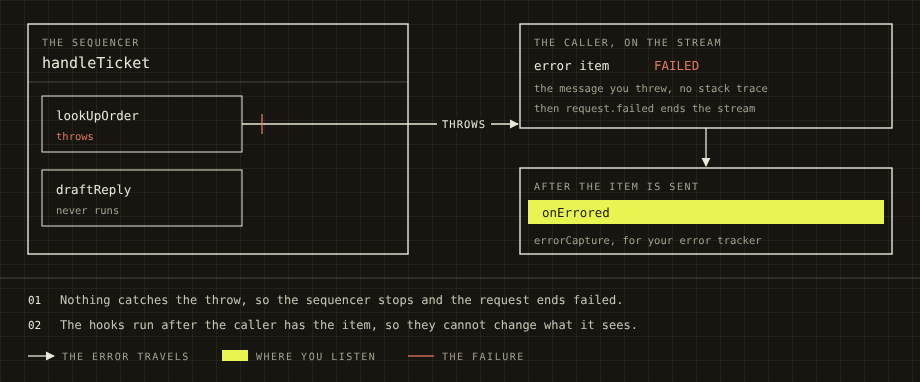 THE SEQUENCER
handleTicket
lookUpOrder
throws
draftReply
never runs
THROWS
THE CALLER, ON THE STREAM
error item FAILED
the message you threw, no stack trace
then request.failed ends the stream
AFTER THE ITEM IS SENT
onErrored
errorCapture, for your error tracker
01 Nothing catches the throw, so the sequencer stops and the request ends failed.
02 The hooks run after the caller has the item, so they cannot change what it sees.
THE ERROR TRAVELS WHERE YOU LISTEN THE FAILURE